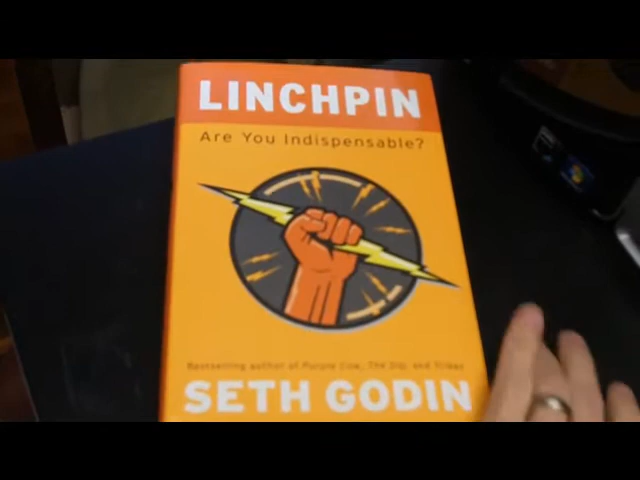 LINCHPIN
Are You Indispensable?
Bestselling author of Purple Cow, The Dip, and Tribes
SETH GODIN